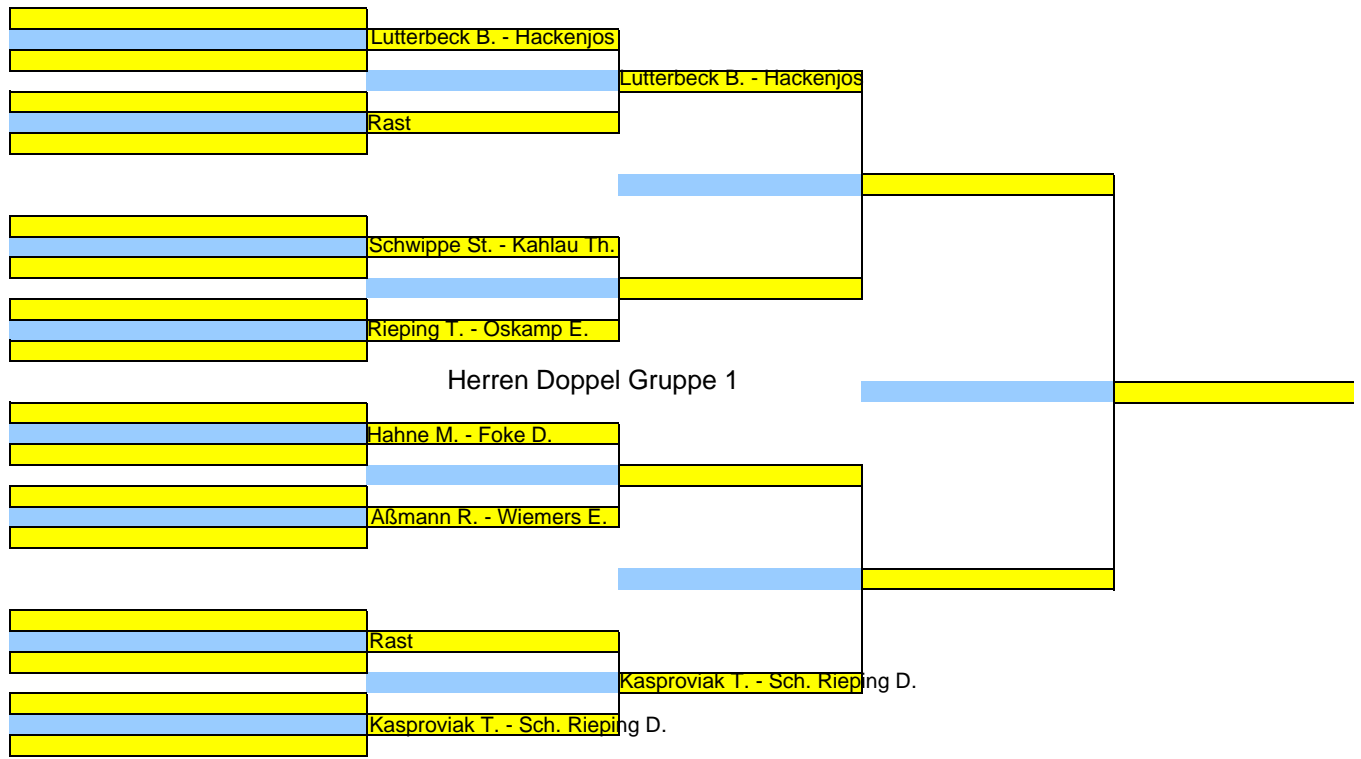 Lutterbeck B. - Hackenjos
Lutterbeck B. - Hackenjos
Rast
Schwippe St. - Kahlau Th.
Rieping T. - Oskamp E.
Herren Doppel Gruppe 1
Hahne M. - Foke D.
Aßmann R. - Wiemers E.
Rast
Kasproviak T. - Sch. Rieping D.
Kasproviak T. - Sch. Rieping D.